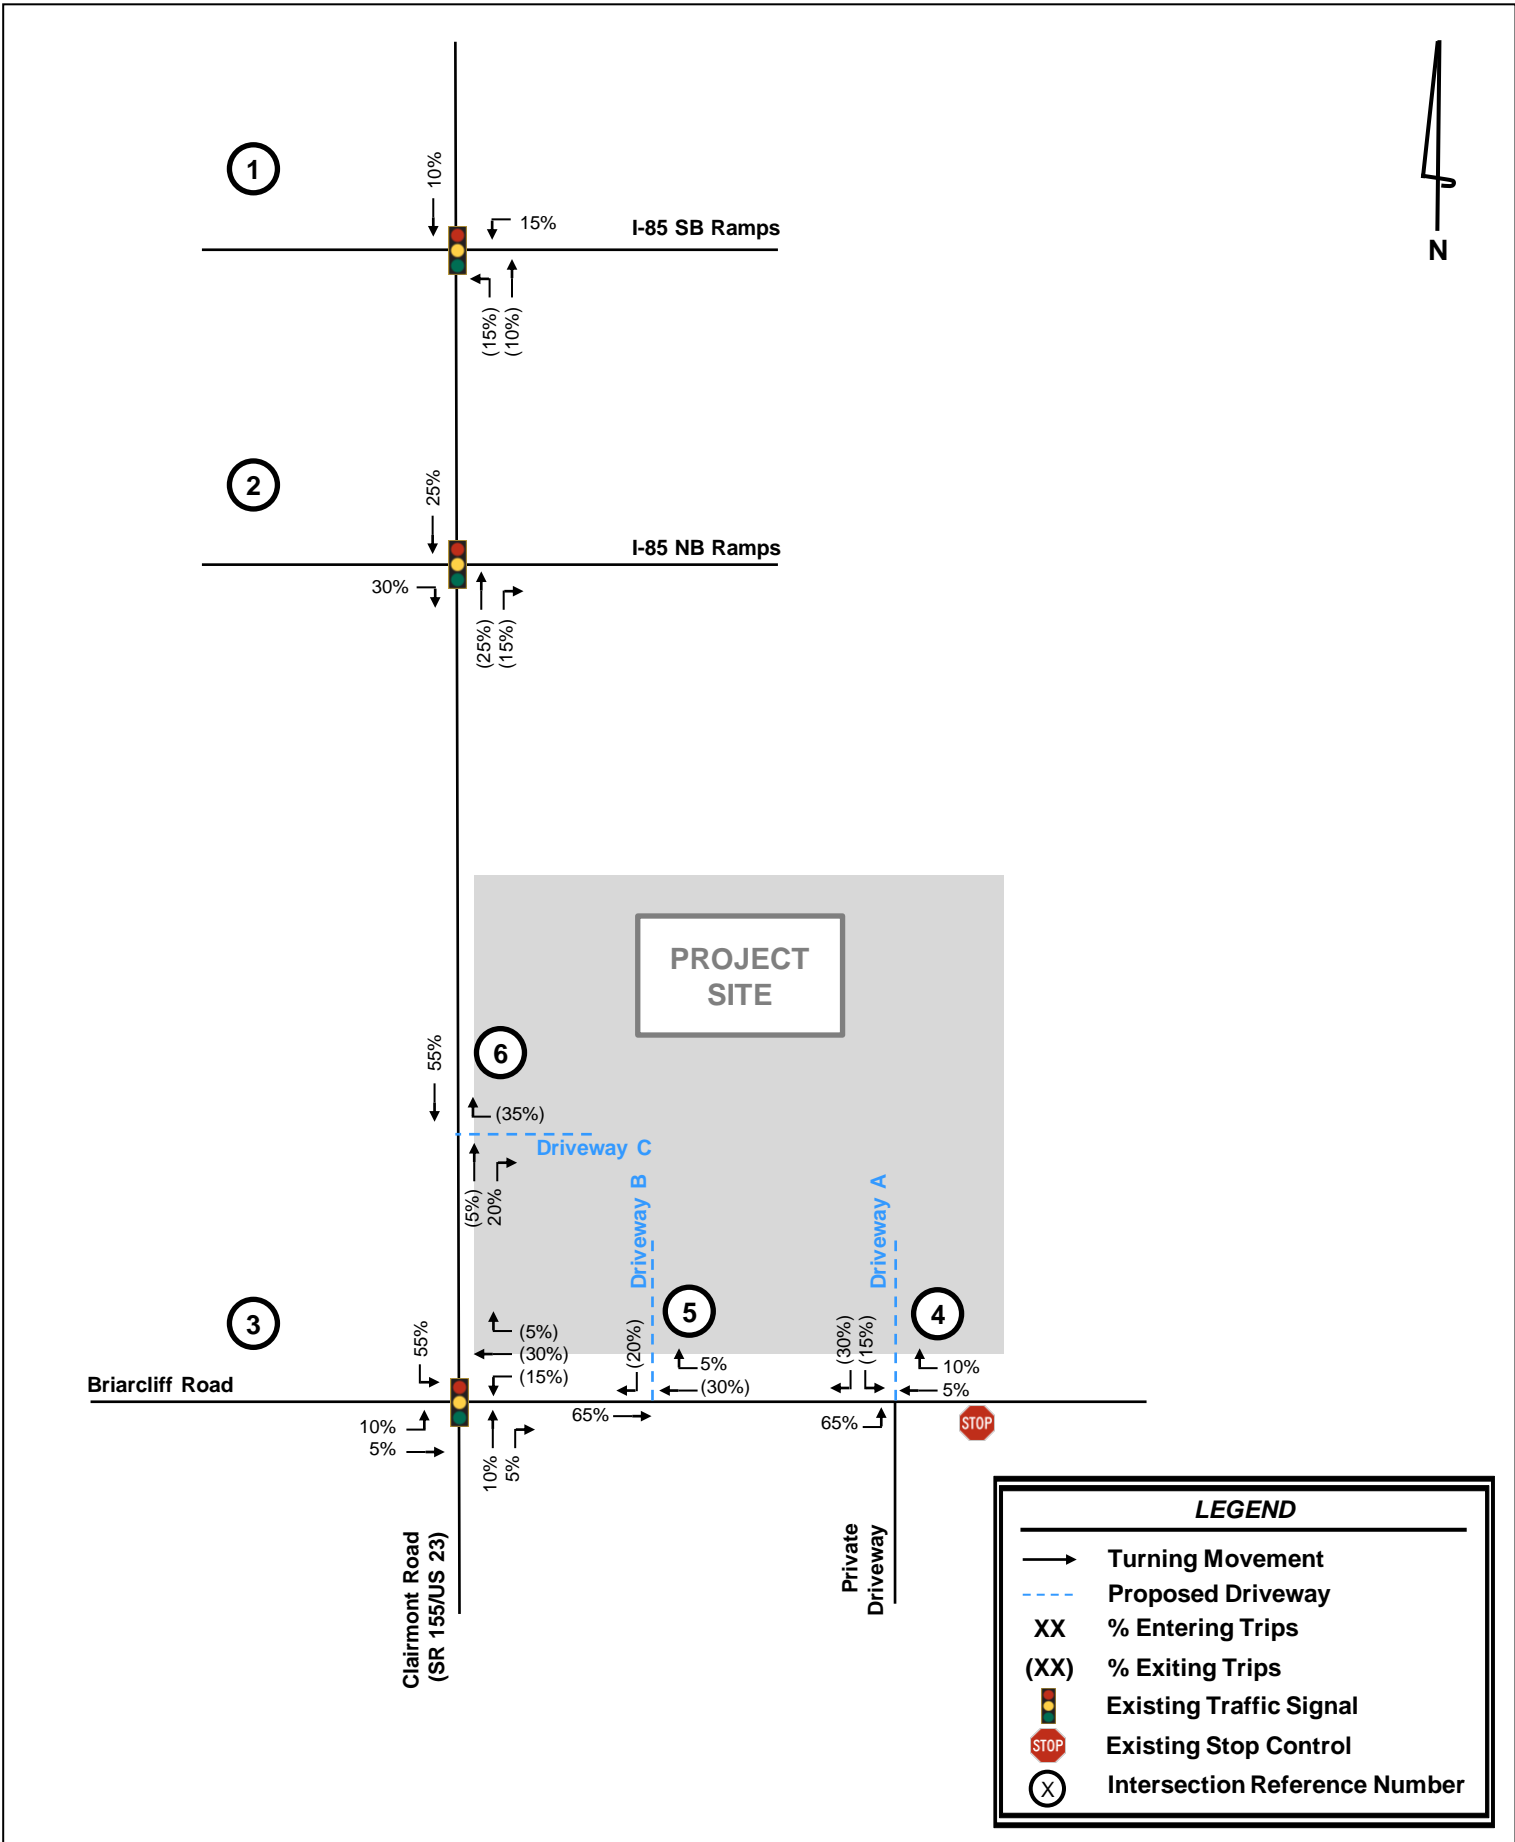 1
10%
15%
I-85 SB Ramps
(15%)
(10%)
N
2
25%
I-85 NB Ramps
30%
(25%)
(15%)
PROJECT
SITE
55%
6
(35%)
Driveway C
(5%)
20%
Driveway B
Driveway A
3
55%
(5%)
(30%)
(15%)
(20%)
5
5%
(30%)
(30%)
(15%)
4
10%
5%
Briarcliff Road
10%
5%
10%
5%
65%
65%
STOP
Clairmont Road
(SR 155/US 23)
Private
Driveway
LEGEND
Turning Movement
Proposed Driveway
XX % Entering Trips
(XX) % Exiting Trips
Existing Traffic Signal
STOP Existing Stop Control
X Intersection Reference Number